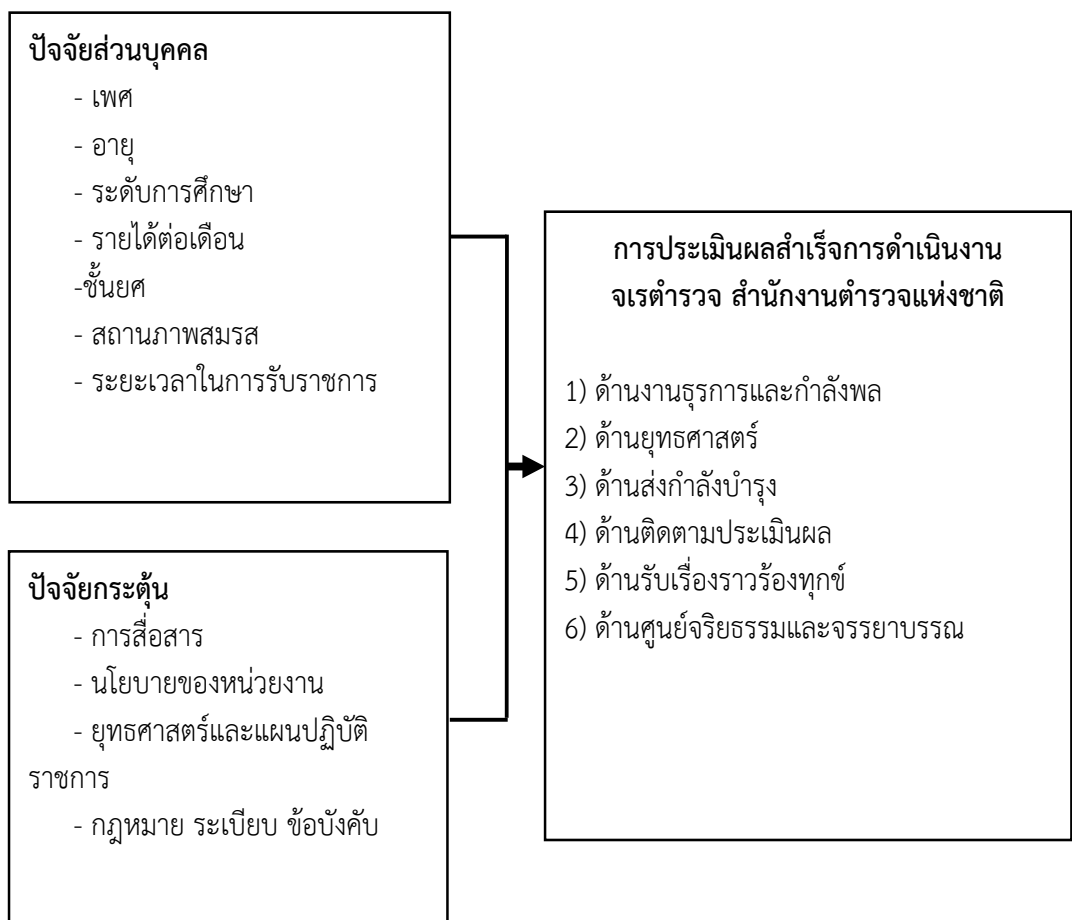 ปัจจัยส่วนบุคคล
- เพศ
- อายุ
- ระดับการศึกษา
- รายได้ต่อเดือน
-ชั้นยศ
- สถานภาพสมรส
- ระยะเวลาในการรับราชการ
ปัจจัยกระตุ้น
- การสื่อสาร
- นโยบายของหน่วยงาน
- ยุทธศาสตร์และแผนปฏิบัติ
ราชการ
- กฎหมาย ระเบียบ ข้อบังคับ
การประเมินผลสำเร็จการดำเนินงาน
จเรตำรวจ สำนักงานตำรวจแห่งชาติ
1) ด้านงานธุรการและกำลังพล
2) ด้านยุทธศาสตร์
3) ด้านส่งกำลังบำรุง
4) ด้านติดตามประเมินผล
5) ด้านรับเรื่องราวร้องทุกข์
6) ด้านศูนย์จริยธรรมและจรรยาบรรณ